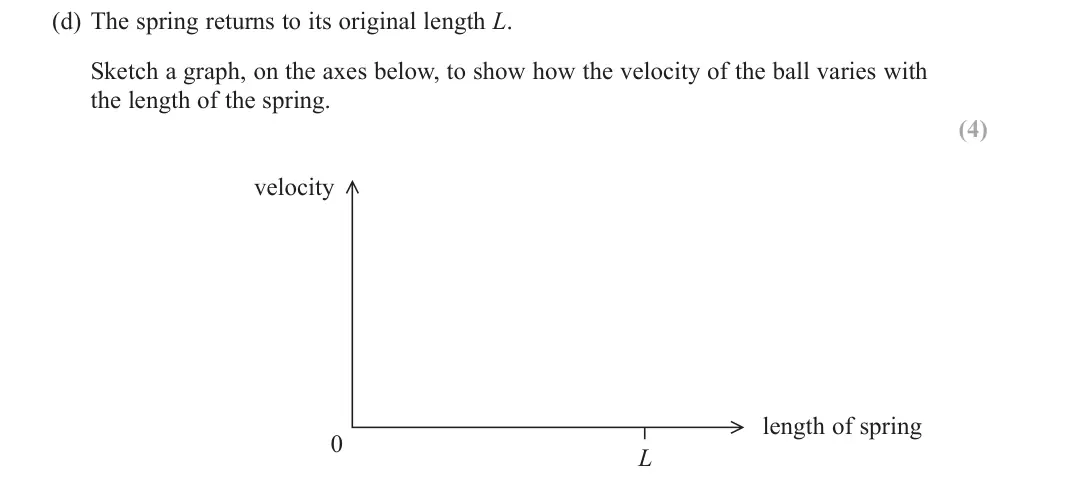 (d) The spring returns to its original length L.
Sketch a graph, on the axes below, to show how the velocity of the ball varies with
the length of the spring.
(4)
velocity
length of spring
0
L